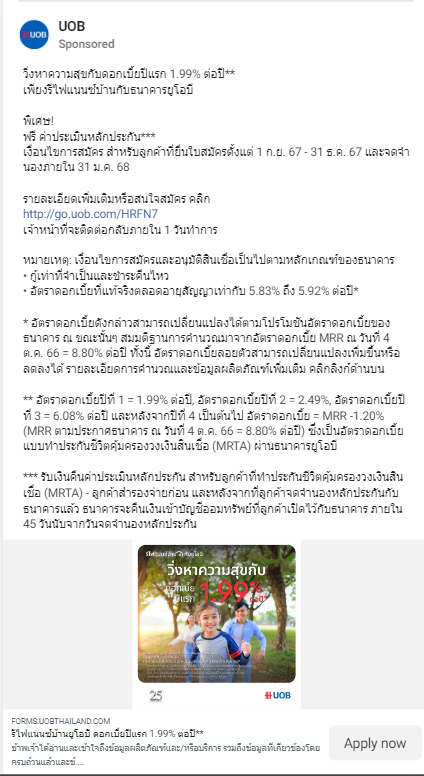 UOB
UOB
Sponsored
วิ่งหาความสุขกับดอกเบี้ยปีแรก 1.99% ต่อปี**
เพียงรีไฟแนนซ์บ้านกับธนาคารยูโอบี
พิเศษ!
ฟรี ค่าประเมินหลักประกัน***
เงื่อนไขการสมัคร สำหรับลูกค้าที่ยื่นใบสมัครตั้งแต่ 1 ก.ย. 67 - 31 ธ.ค. 67 และจดจำ
นองภายใน 31 ม.ค. 68
รายละเอียดเพิ่มเติมหรือสนใจสมัคร คลิก
http://go.uob.com/HRFN7
เจ้าหน้าที่จะติดต่อกลับภายใน 1 วันทำการ
หมายเหตุ: เงื่อนไขการสมัครและอนุมัติสินเชื่อเป็นไปตามหลักเกณฑ์ของธนาคาร
• กู้เท่าที่จำเป็นและชำระคืนไหว
• อัตราดอกเบี้ยที่แท้จริงตลอดอายุสัญญาเท่ากับ 5.83% ถึง 5.92% ต่อปี*
* อัตราดอกเบี้ยดังกล่าวสามารถเปลี่ยนแปลงได้ตามโปรโมชันอัตราดอกเบี้ยของ
ธนาคาร ณ ขณะนั้นๆ สมมติฐานการคำนวณมาจากอัตราดอกเบี้ย MRR ณ วันที่ 4
ต.ค. 66 = 8.80% ต่อปี ทั้งนี้ อัตราดอกเบี้ยลอยตัวสามารถเปลี่ยนแปลงเพิ่มขึ้นหรือ
ลดลงได้ รายละเอียดการคำนวณและข้อมูลผลิตภัณฑ์เพิ่มเติม คลิกลิงก์ด้านบน
** อัตราดอกเบี้ยปีที่ 1 = 1.99% ต่อปี, อัตราดอกเบี้ยปีที่ 2 = 2.49%, อัตราดอกเบี้ยปี
ที่ 3 = 6.08% ต่อปี และหลังจากปีที่ 4 เป็นต้นไป อัตราดอกเบี้ย = MRR -1.20%
(MRR ตามประกาศธนาคาร ณ วันที่ 4 ต.ค. 66 = 8.80% ต่อปี) ซึ่งเป็นอัตราดอกเบี้ย
แบบทำประกันชีวิตคุ้มครองวงเงินสินเชื่อ (MRTA) ผ่านธนาคารยูโอบี
*** รับเงินคืนค่าประเมินหลักประกัน สำหรับลูกค้าที่ทำประกันชีวิตคุ้มครองวงเงินสิน
เชื่อ (MRTA) - ลูกค้าสำรองจ่ายก่อน และหลังจากที่ลูกค้าจดจำนองหลักประกันกับ
ธนาคารแล้ว ธนาคารจะคืนเงินเข้าบัญชีออมทรัพย์ที่ลูกค้าเปิดไว้กับธนาคาร ภายใน
45 วันนับจากวันจดจำนองหลักประกัน
รีไฟแนนซ์บ้านกับยูโอบี
วิ่งหาความสุขกับ
ดอกเบี้ย
ปีแรก 1.99% ต่อปี
25
UOB
FORMS.UOBTHAILAND.COM
รีไฟแนนซ์บ้านยูโอบี ดอกเบี้ยปีแรก 1.99% ต่อปี**
ข้าพเจ้าได้อ่านและเข้าใจถึงข้อมูลผลิตภัณฑ์และ/หรือบริการ รวมถึงข้อมูลที่เกี่ยวข้องโดย
ครบถ้วนแล้วและข้....
Apply now